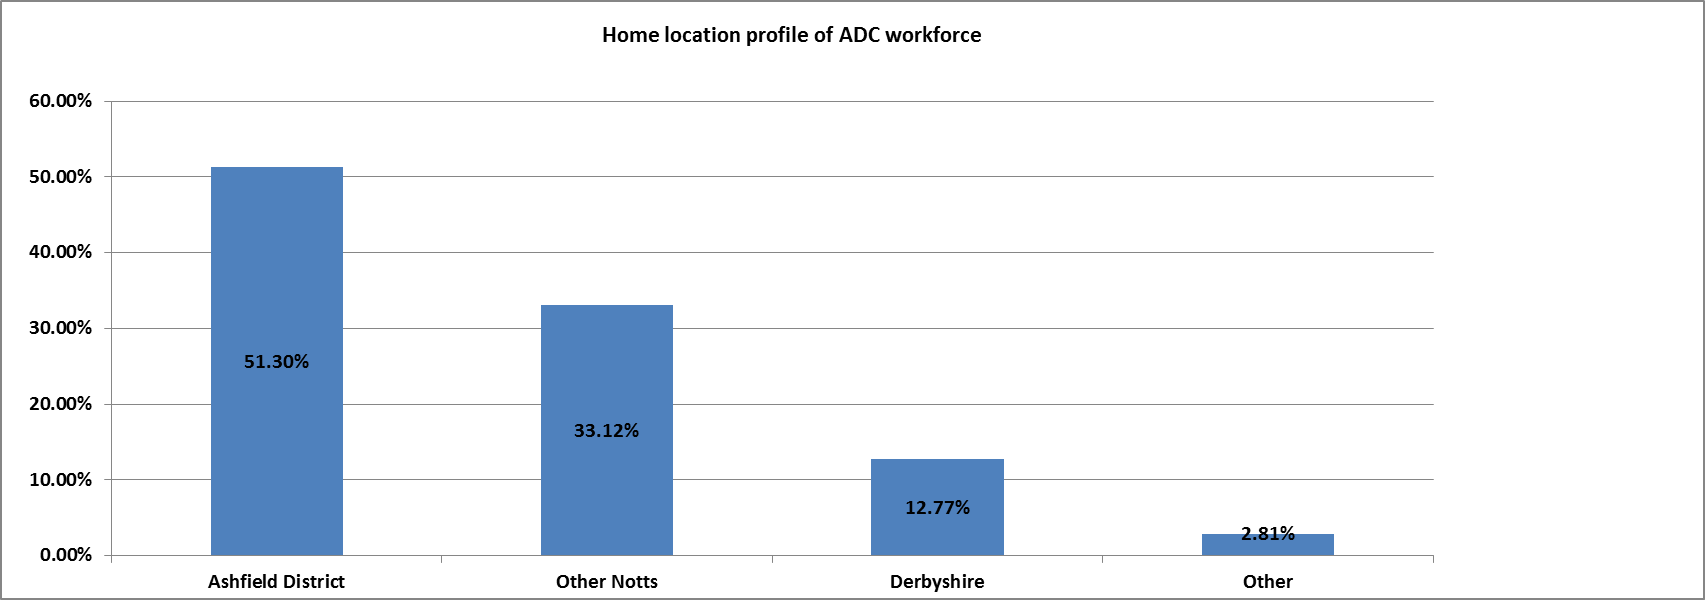 Home location profile of ADC workforce
60.00%
50.00%
40.00%
30.00%
20.00%
10.00%
0.00%
51.30%
33.12%
12.77%
2.81%
Ashfield District
Other Notts
Derbyshire
Other